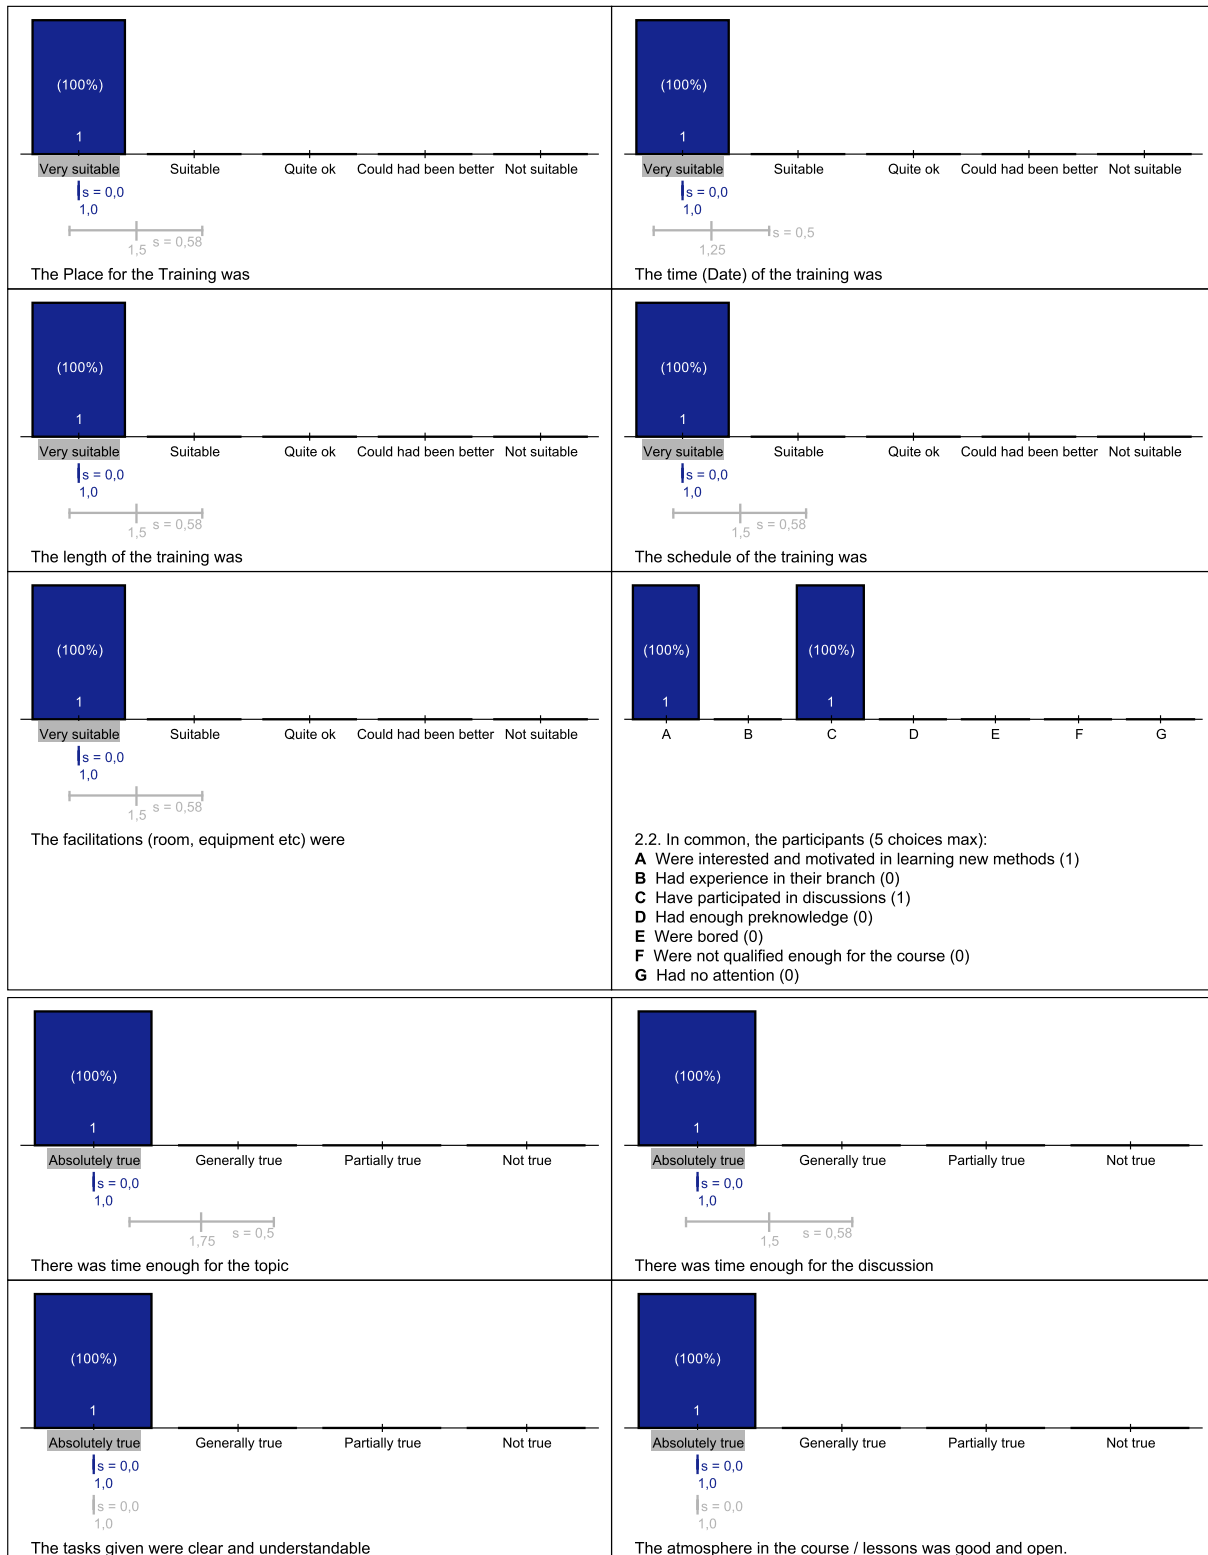 (100%)
1
Very suitable Suitable Quite ok Could had been better Not suitable
s = 0,0
1,0
s = 0,58
1,5
The Place for the Training was
(100%)
1
Very suitable Suitable Quite ok Could had been better Not suitable
s = 0,0
1,0
s = 0,5
1,25
The time (Date) of the training was
(100%)
1
Very suitable Suitable Quite ok Could had been better Not suitable
s = 0,0
1,0
s = 0,58
1,5
The length of the training was
(100%)
1
Very suitable Suitable Quite ok Could had been better Not suitable
s = 0,0
1,0
s = 0,58
1,5
The schedule of the training was
(100%)
1
Very suitable Suitable Quite ok Could had been better Not suitable
s = 0,0
1,0
s = 0,58
1,5
The facilitations (room, equipment etc) were
(100%) (100%)
1 1
A B C D E F G
2.2. In common, the participants (5 choices max):
A Were interested and motivated in learning new methods (1)
B Had experience in their branch (0)
C Have participated in discussions (1)
D Had enough preknowledge (0)
E Were bored (0)
F Were not qualified enough for the course (0)
G Had no attention (0)
(100%)
1
Absolutely true Generally true Partially true Not true
s = 0,0
1,0
s = 0,5
1,75
There was time enough for the topic
(100%)
1
Absolutely true Generally true Partially true Not true
s = 0,0
1,0
s = 0,58
1,5
There was time enough for the discussion
(100%)
1
Absolutely true Generally true Partially true Not true
s = 0,0
1,0
s = 0,0
1,0
The tasks given were clear and understandable
(100%)
1
Absolutely true Generally true Partially true Not true
s = 0,0
1,0
s = 0,0
1,0
The atmosphere in the course / lessons was good and open.